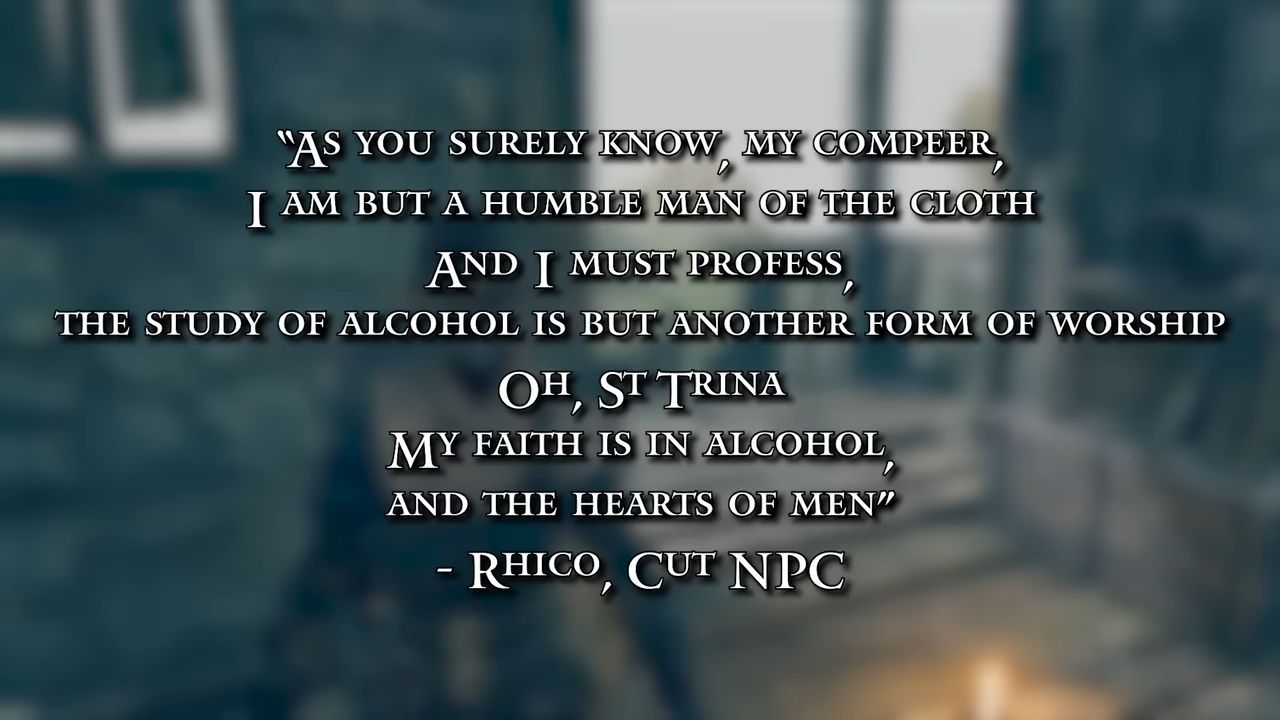 “As you surely know, my compeer,
I am but a humble man of the cloth
And I must profess,
the study of alcohol is but another form of worship
Oh, St Trina
My faith is in alcohol,
and the hearts of men”
- Rhico, Cut NPC